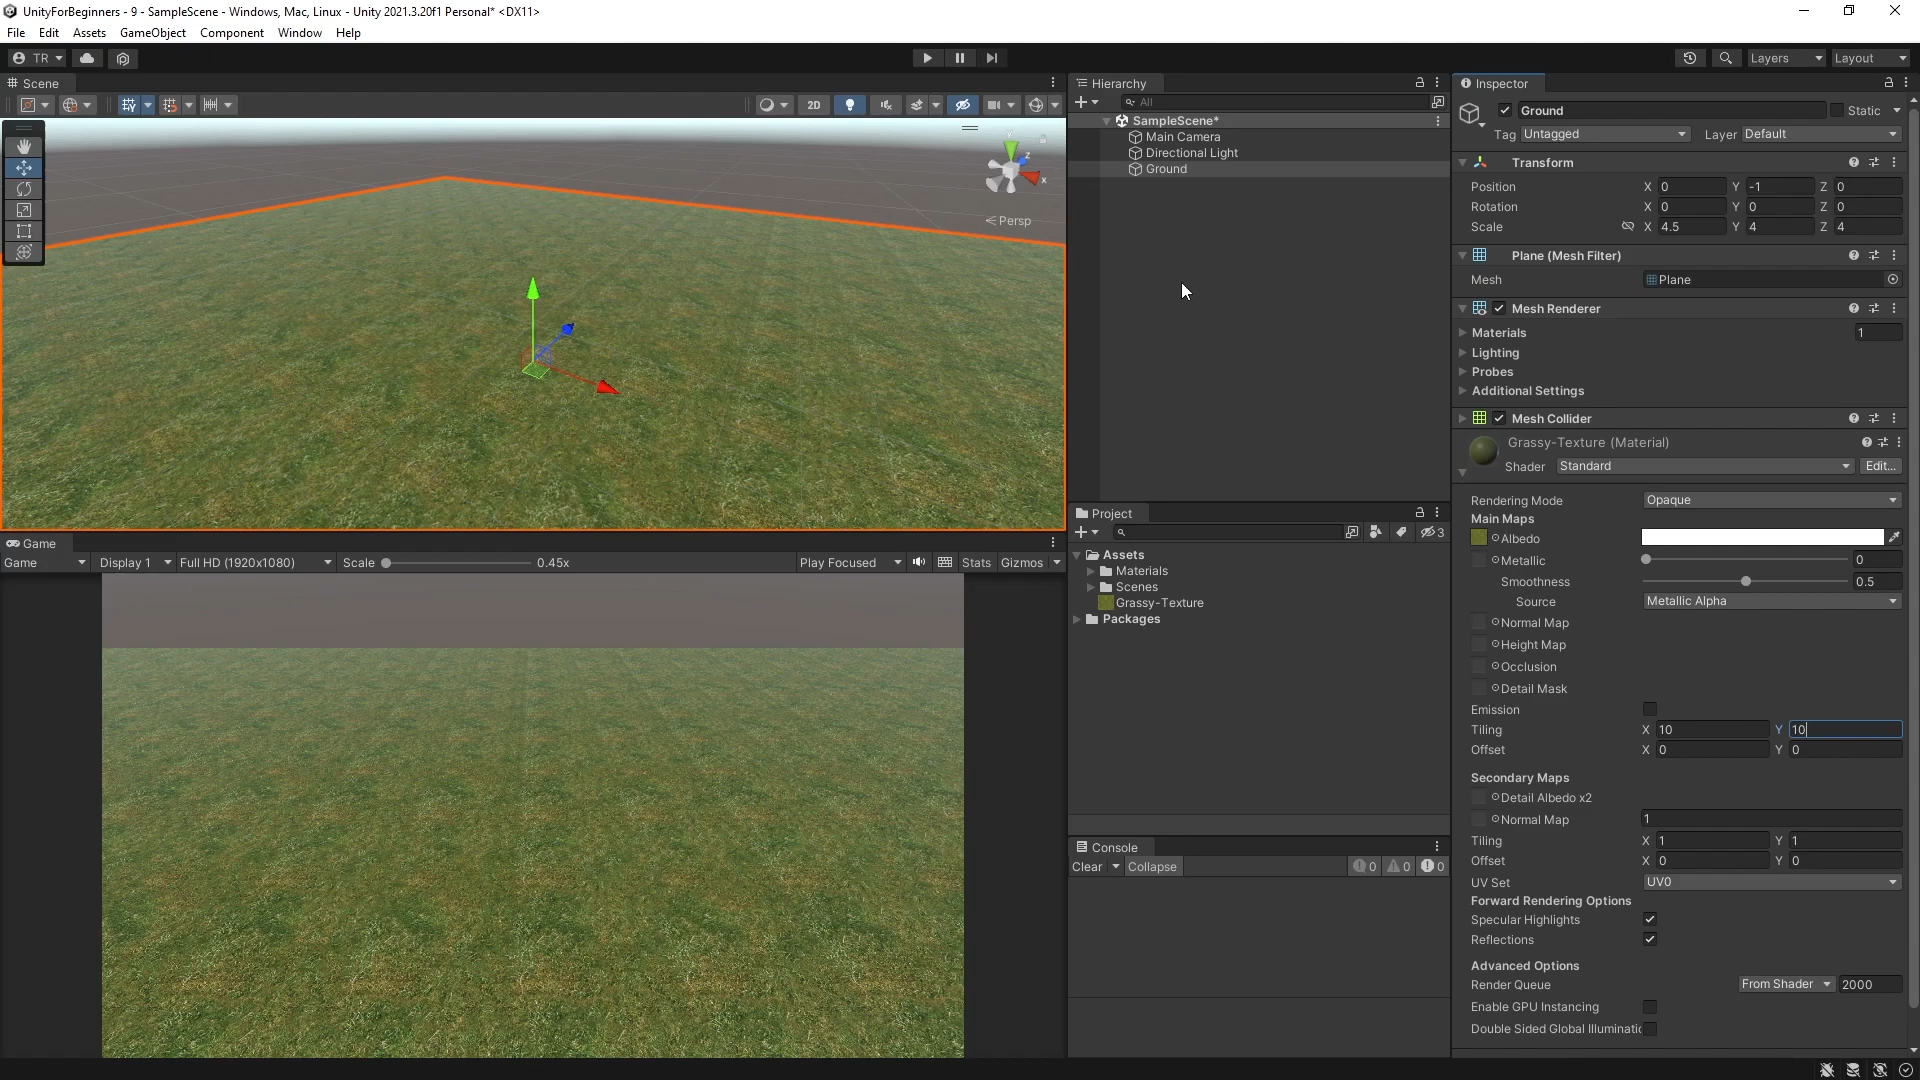 UnityForBeginners - 9 - SampleScene - Windows, Mac, Linux - Unity 2021.3.20f1 Personal* <DX11>
File Edit Assets GameObject Component Window Help
TR
Layers Layout
Scene
2D
y
z
x
Persp
Game
Game Display 1 Full HD (1920x1080) Scale 0.45x Play Focused Stats Gizmos
Hierarchy
All
SampleScene*
Main Camera
Directional Light
Ground
Project
3
Assets
Materials
Scenes
Grassy-Texture
Packages
Console
Clear Collapse 0 0 0
Inspector
Ground Static
Tag Untagged Layer Default
Transform
Position X 0 Y -1 Z 0
Rotation X 0 Y 0 Z 0
Scale X 4.5 Y 4 Z 4
Plane (Mesh Filter)
Mesh Plane
Mesh Renderer
Materials 1
Lighting
Probes
Additional Settings
Mesh Collider
Grassy-Texture (Material)
Shader Standard Edit...
Rendering Mode Opaque
Main Maps
Albedo
Metallic 0
Smoothness 0.5
Source Metallic Alpha
Normal Map
Height Map
Occlusion
Detail Mask
Emission
Tiling X 10 Y 10
Offset X 0 Y 0
Secondary Maps
Detail Albedo x2
Normal Map 1
Tiling X 1 Y 1
Offset X 0 Y 0
UV Set UV0
Forward Rendering Options
Specular Highlights
Reflections
Advanced Options
Render Queue From Shader 2000
Enable GPU Instancing
Double Sided Global Illuminatic